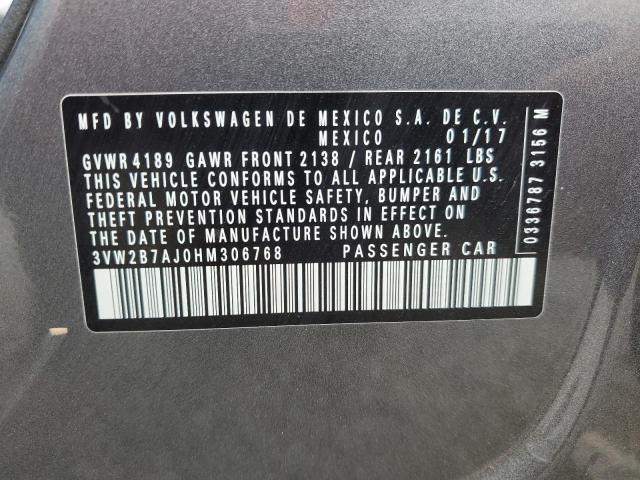 MFD BY VOLKSWAGEN DE MEXICO S.A. DE C.V.
MEXICO 01/17
GVWR 4189 GAWR FRONT 2138 / REAR 2161 LBS
THIS VEHICLE CONFORMS TO ALL APPLICABLE U.S.
FEDERAL MOTOR VEHICLE SAFETY, BUMPER AND
THEFT PREVENTION STANDARDS IN EFFECT ON
THE DATE OF MANUFACTURE SHOWN ABOVE.
3VW2B7AJ0HM306768 PASSENGER CAR
0336787 3156 M